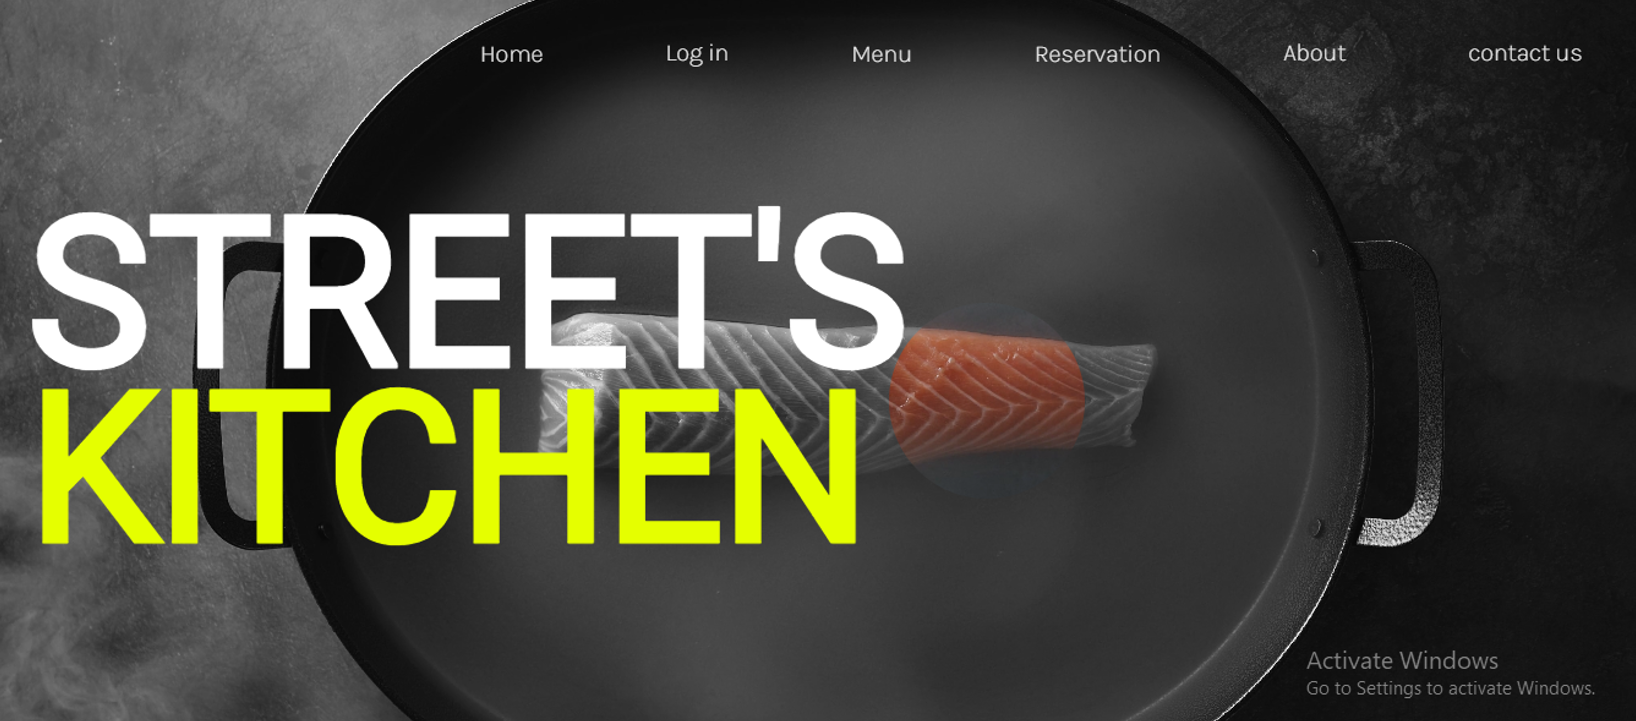 Home Log in Menu Reservation About contact us
STREET'S
KITCHEN
Activate Windows
Go to Settings to activate Windows.